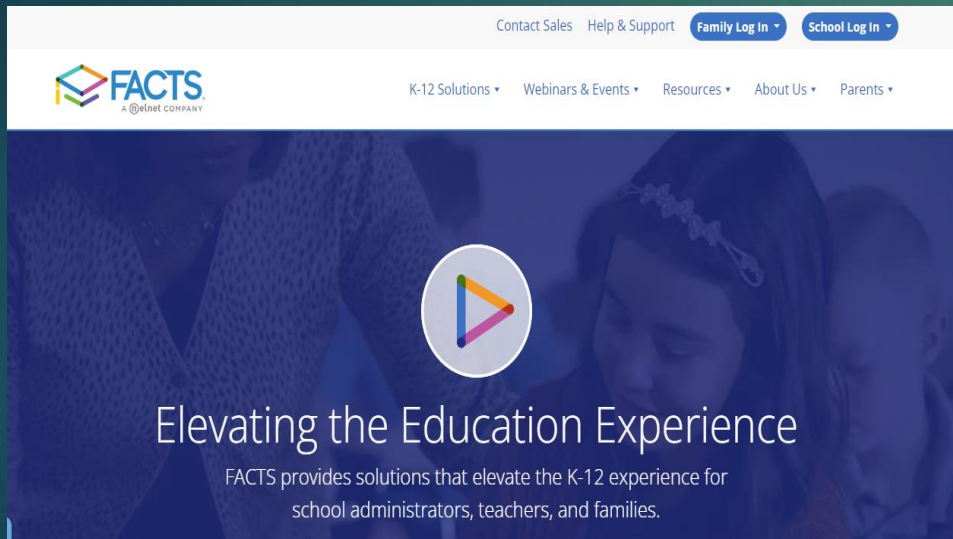 Contact Sales Help & Support Family Log In School Log In
FACTS
A nelnet COMPANY
K-12 Solutions Webinars & Events Resources About Us Parents
Elevating the Education Experience
FACTS provides solutions that elevate the K-12 experience for
school administrators, teachers, and families.